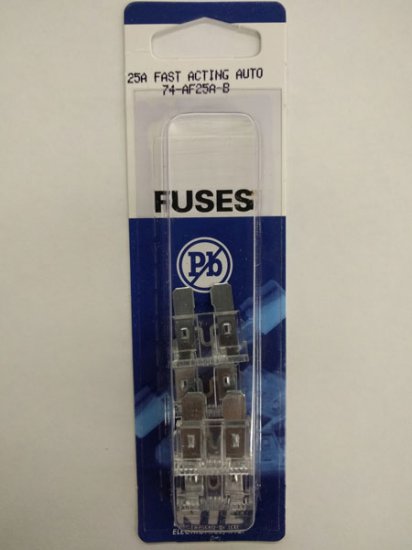 25A FAST ACTING AUTO
74-AF25A-B
FUSES
Pb